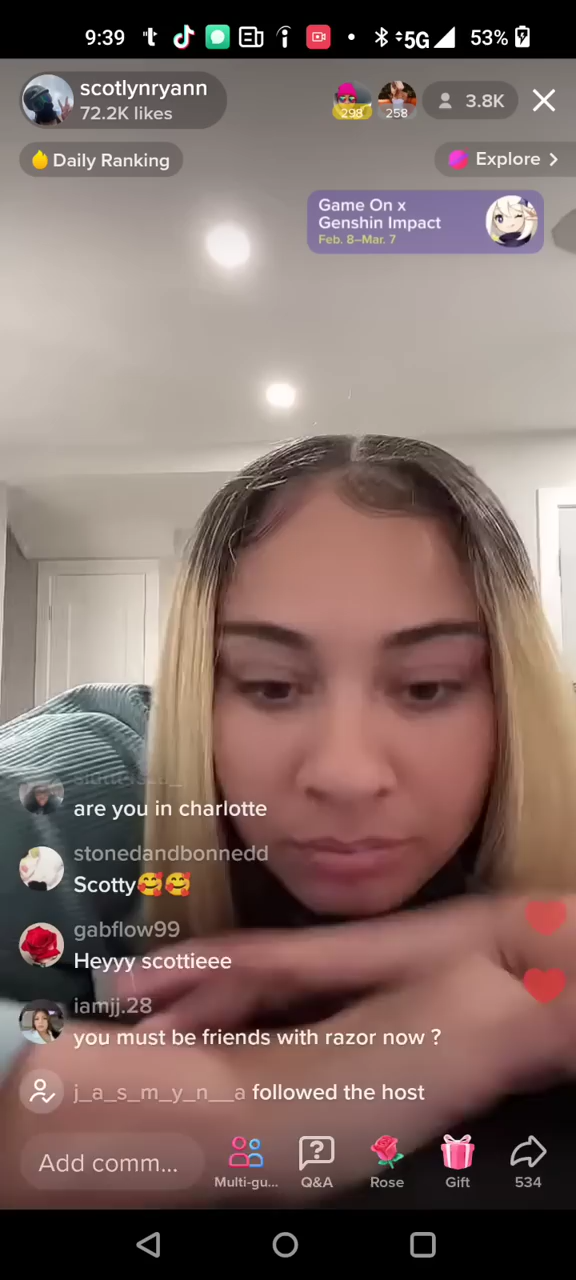 9:39
5G
53%
scotlynryann
72.2K likes
298
258
3.8K
Daily Ranking
Explore
Game On x
Genshin Impact
Feb. 8–Mar. 7
are you in charlotte
stonedandbonnedd
Scotty🥰🥰
gabflow99
Heyyy scottieee
iamjj.28
you must be friends with razor now ?
j_a_s_m_y_n__a followed the host
Add comm...
Multi-gu...
Q&A
Rose
Gift
534